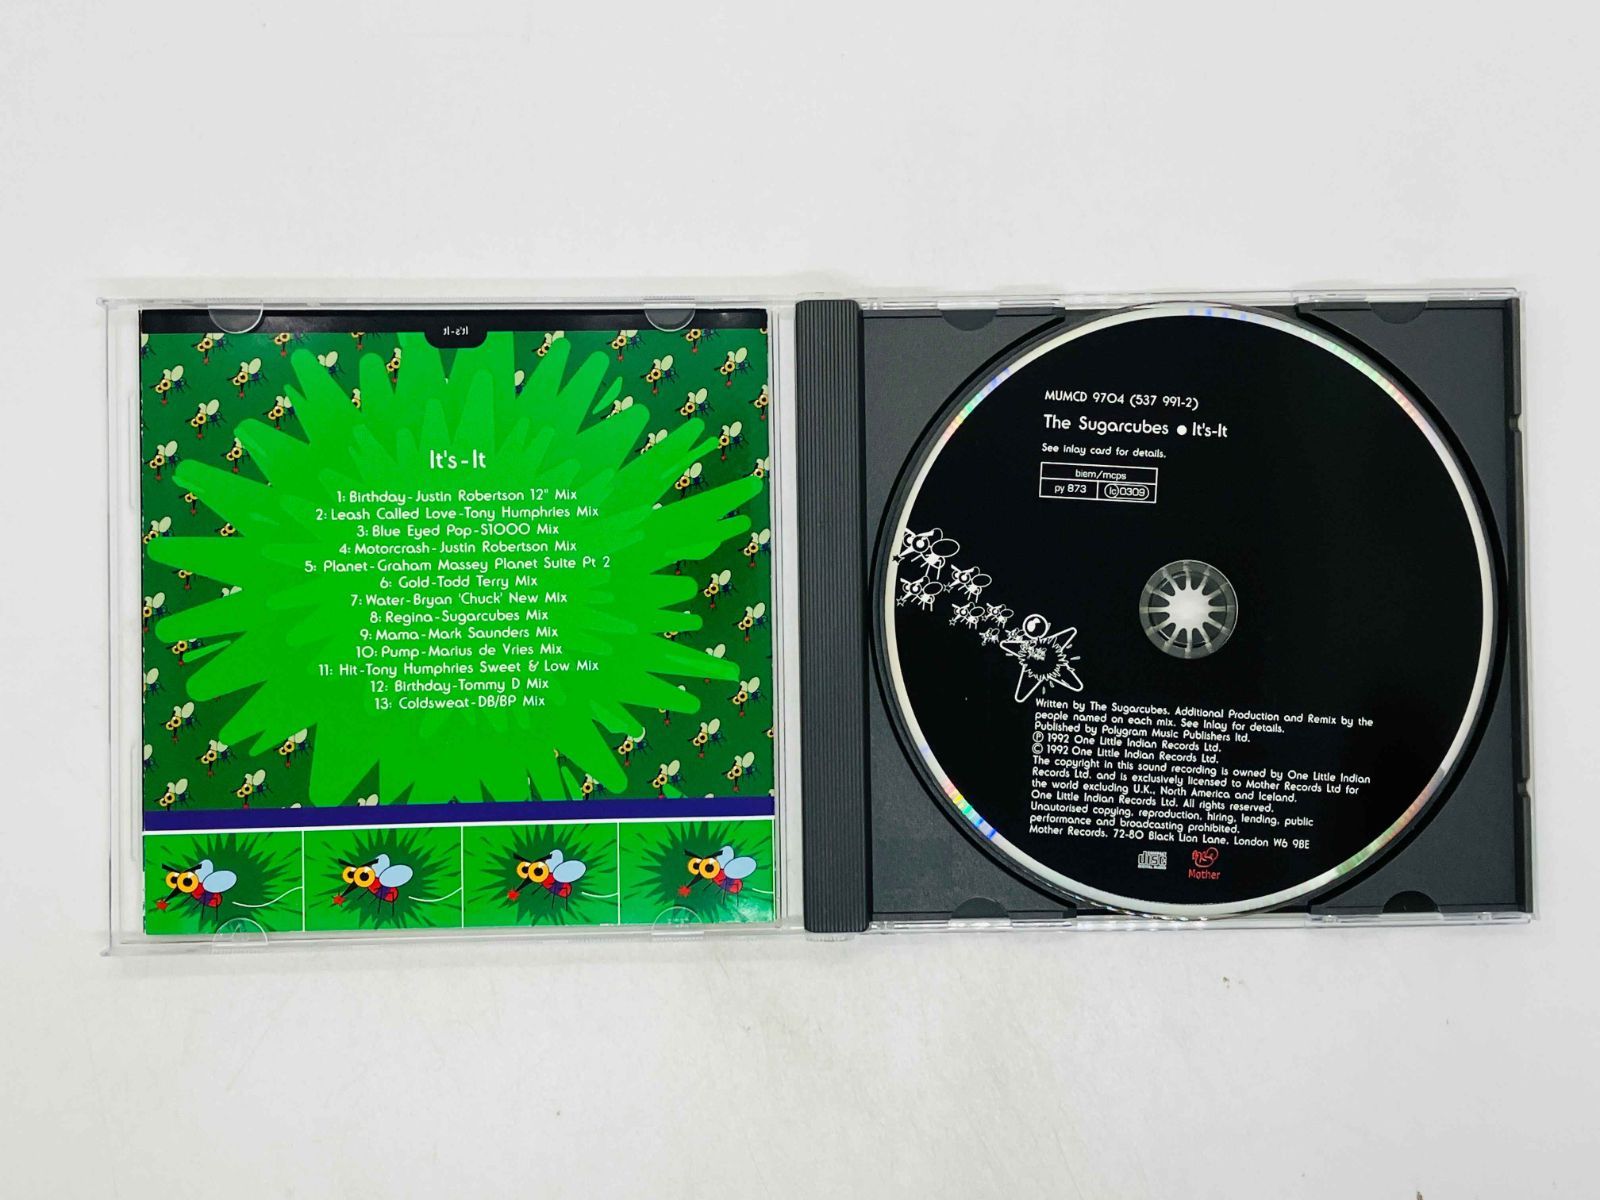 It's-It
It's-It
1: Birthday-Justin Robertson 12" Mix
2: Leash Called Love-Tony Humphries Mix
3: Blue Eyed Pop-S1000 Mix
4: Motorcrash-Justin Robertson Mix
5: Planet-Graham Massey Planet Suite Pt 2
6: Gold-Todd Terry Mix
7: Water-Bryan 'Chuck' New Mix
8: Regina-Sugarcubes Mix
9: Mama-Mark Saunders Mix
10: Pump-Marius de Vries Mix
11: Hit-Tony Humphries Sweet & Low Mix
12: Birthday-Tommy D Mix
13: Coldsweat-DB/BP Mix
MUMCD 9704 (537 991-2)
The Sugarcubes ● It's-It
See inlay card for details.
biem/mcps
py 873 lc 0309
Written by The Sugarcubes. Additional Production and Remix by the
people named on each mix. See Inlay for details.
Published by Polygram Music Publishers ltd.
℗ 1992 One Little Indian Records Ltd.
© 1992 One Little Indian Records Ltd.
The copyright in this sound recording is owned by One Little Indian
Records Ltd. and is exclusively licensed to Mother Records Ltd for
the world excluding U.K., North America and Iceland.
One Little Indian Records Ltd. All rights reserved.
Unauthorised copying, reproduction, hiring, lending, public
performance and broadcasting prohibited.
Mother Records. 72-80 Black Lion Lane. London W6 9BE
COMPACT
disc
DIGITAL AUDIO
Mother